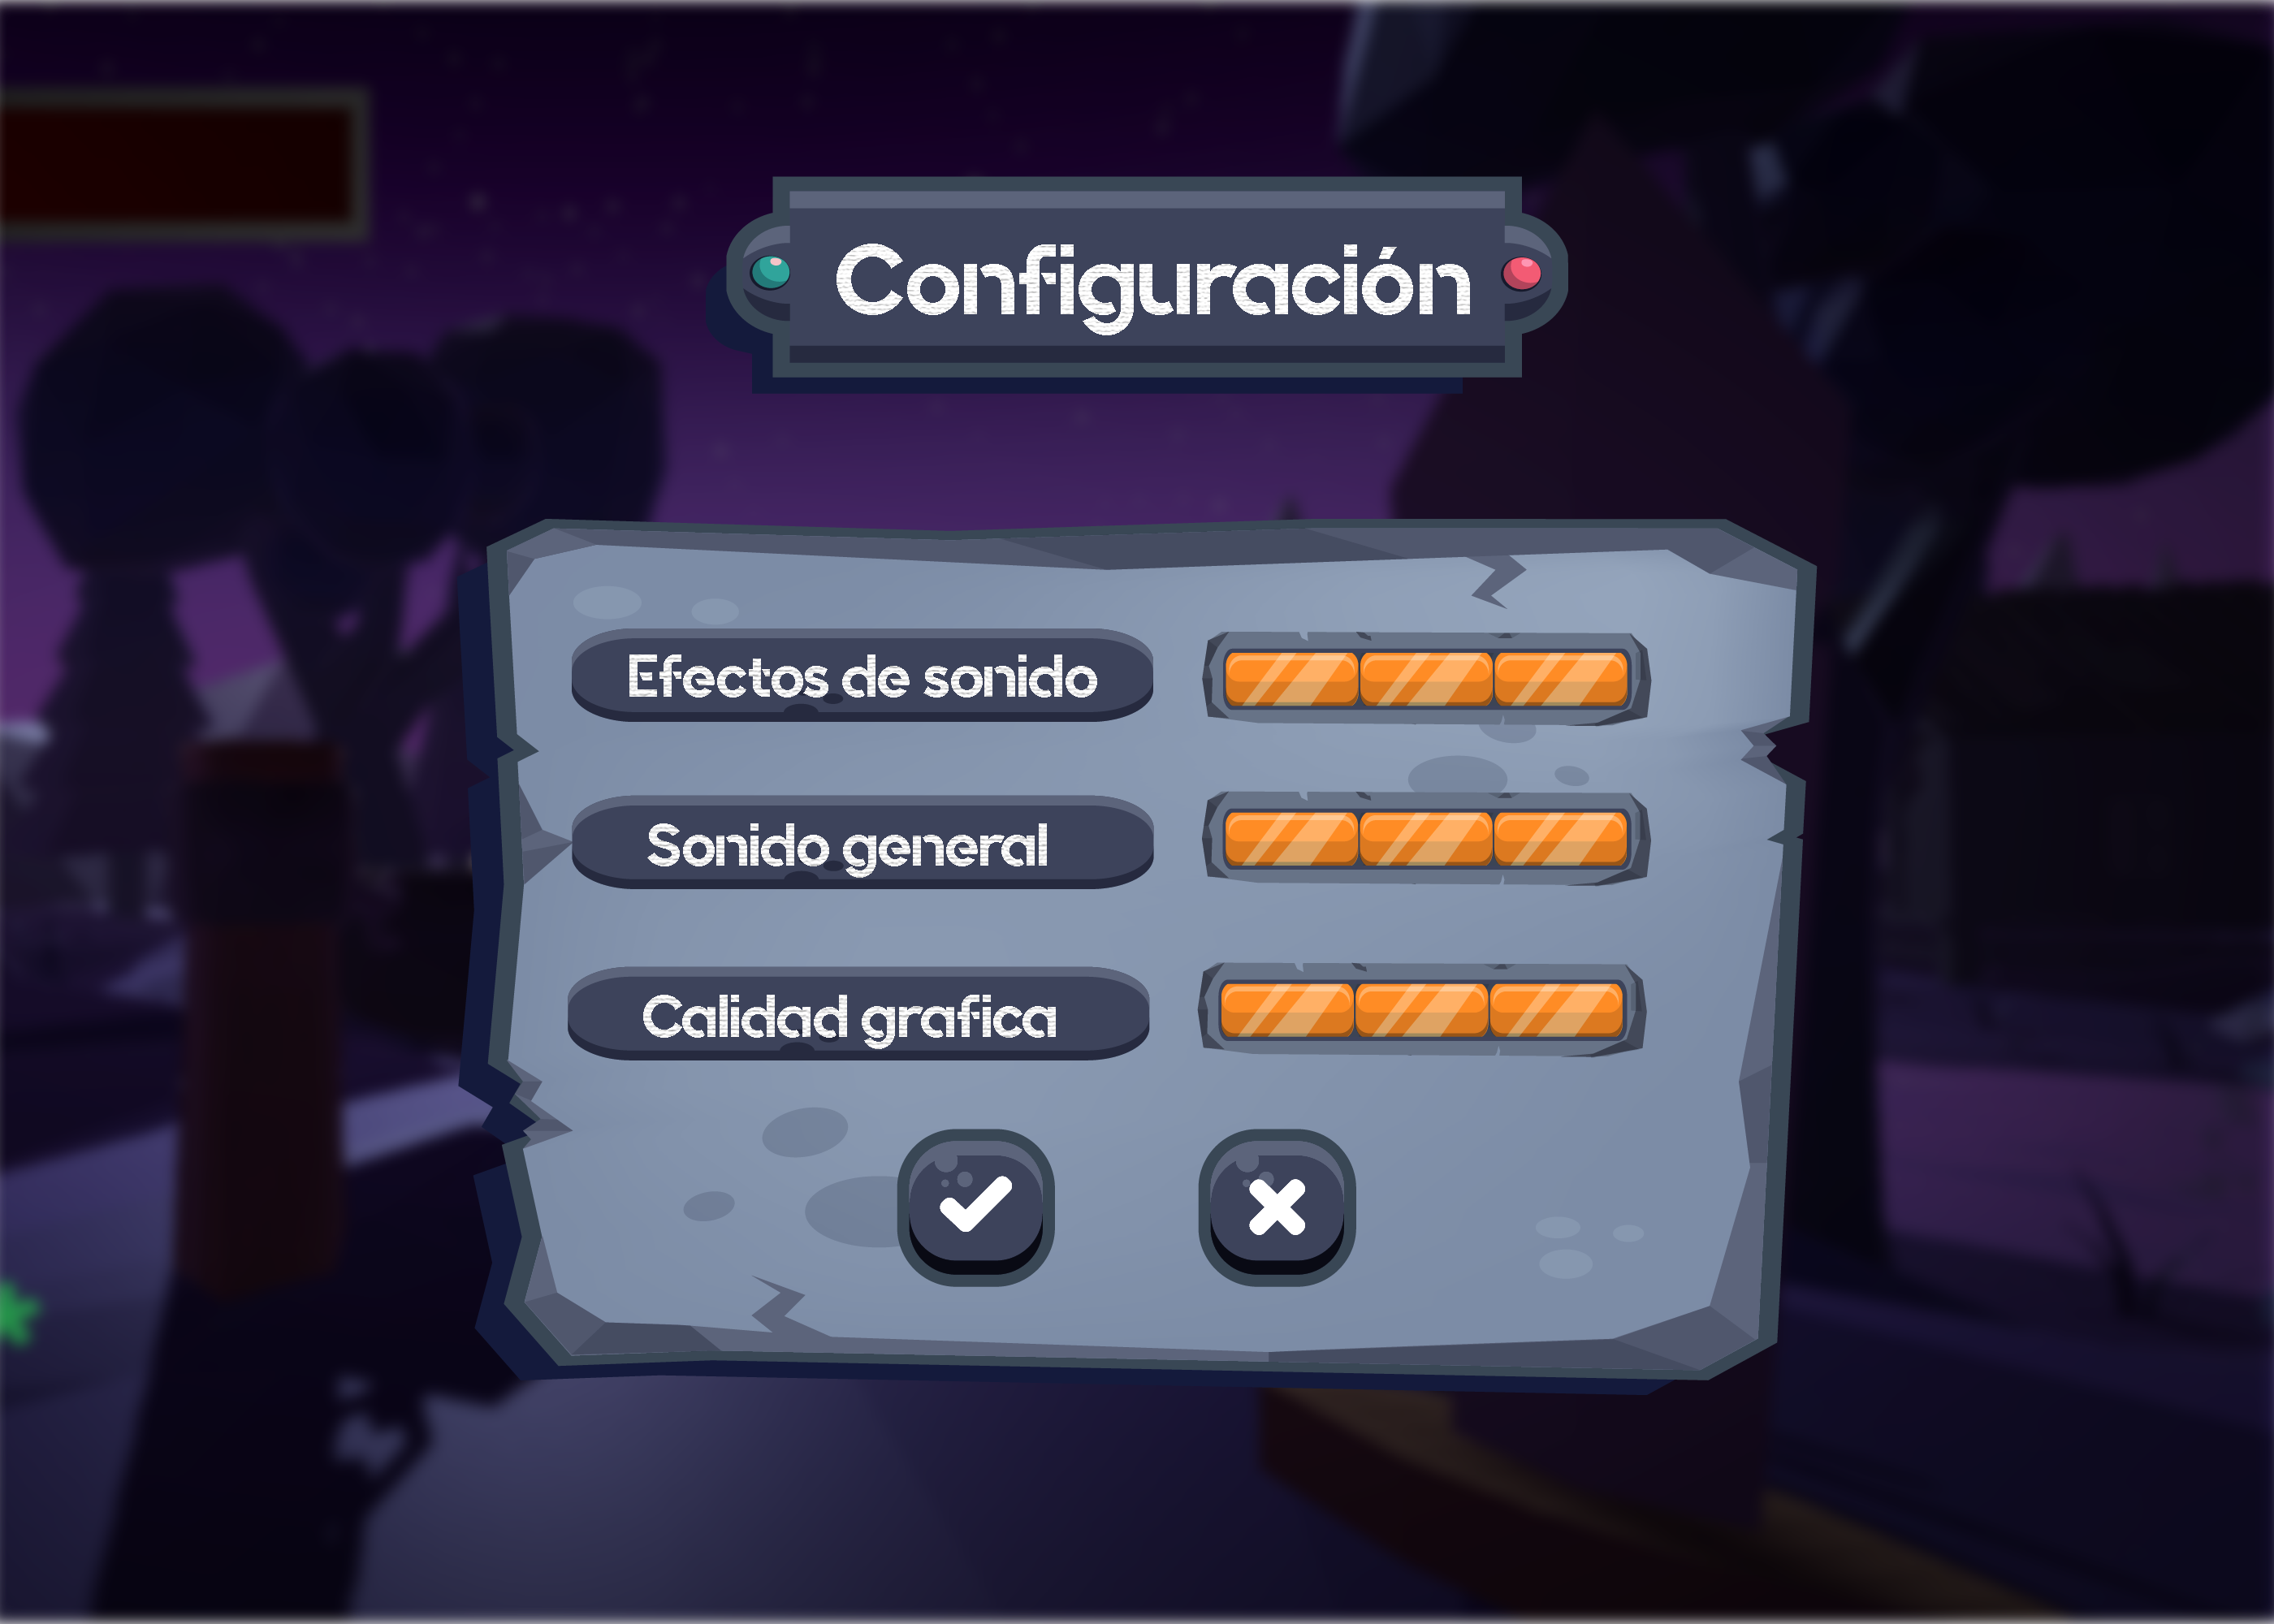 Configuración
Efectos de sonido
Sonido general
Calidad grafica